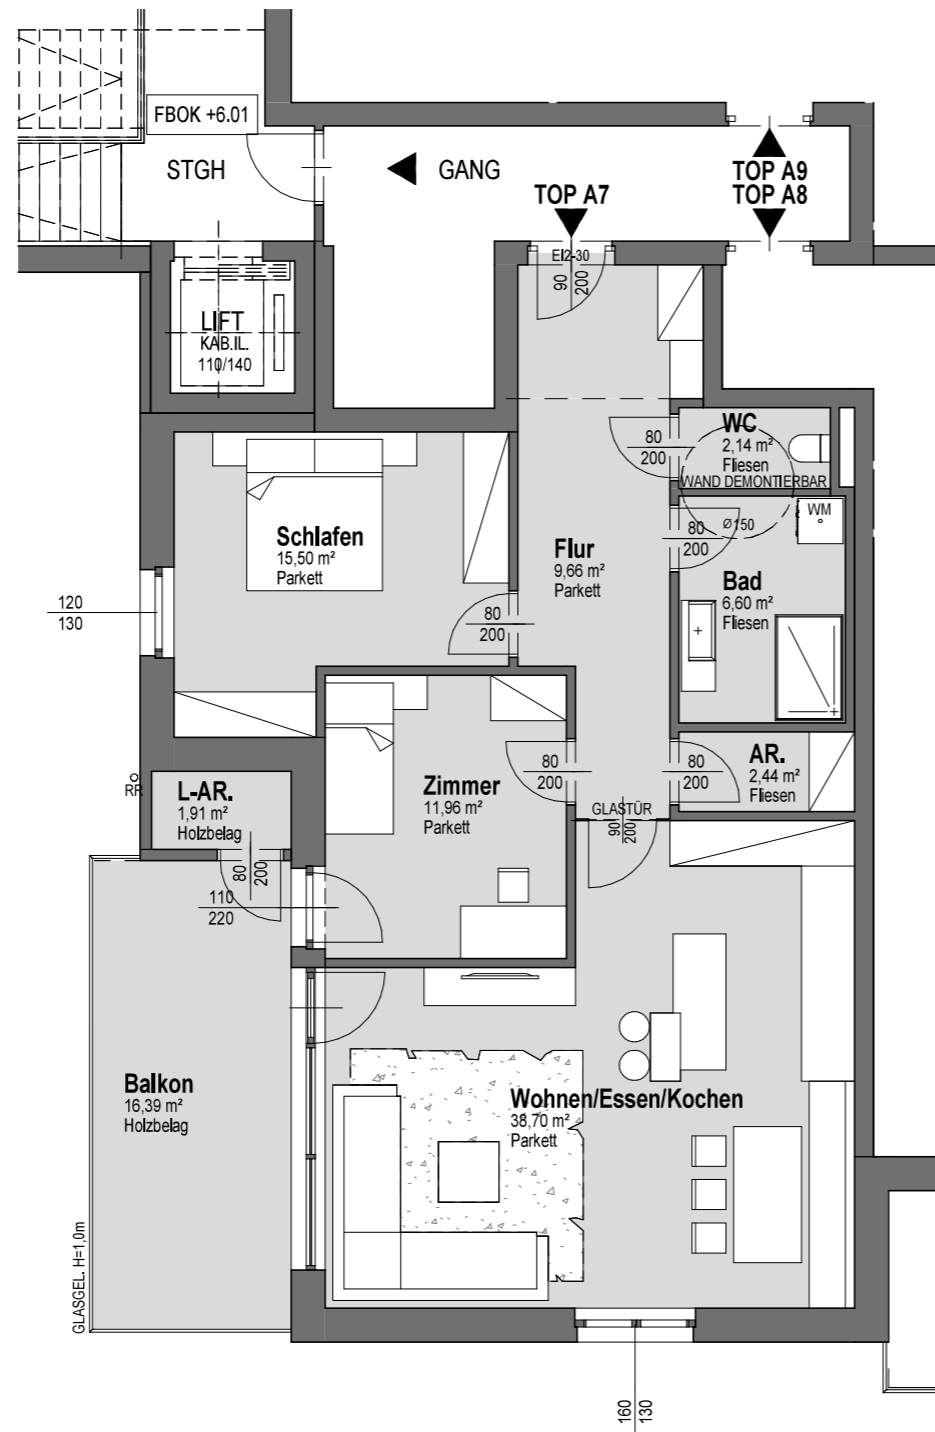 FBOK +6.01
STGH
GANG
TOP A7
TOP A9
TOP A8
EI2-30
90
200
LIFT
KAB.IL.
110/140
80
200
WC
2,14 m²
Fliesen
WAND DEMONTIERBAR
WM
Ø150
80
200
Schlafen
15,50 m²
Parkett
Flur
9,66 m²
Parkett
Bad
6,60 m²
Fliesen
120
130
80
200
80
200
80
200
AR.
2,44 m²
Fliesen
RR
L-AR.
1,91 m²
Holzbelag
Zimmer
11,96 m²
Parkett
GLASTÜR
90
200
80
200
110
220
Balkon
16,39 m²
Holzbelag
Wohnen/Essen/Kochen
38,70 m²
Parkett
GLASGEL. H=1,0m
160
130